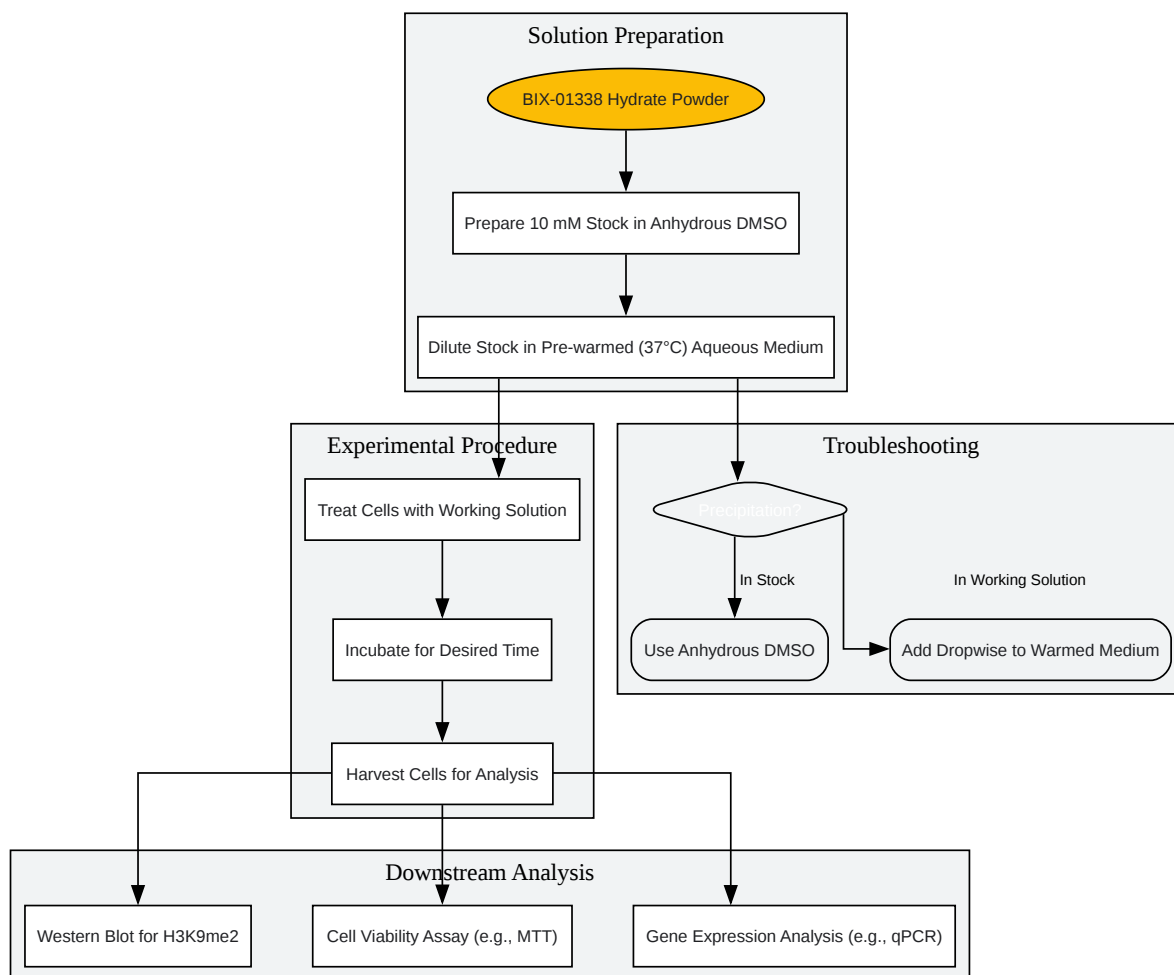 Solution Preparation
BIX-01338 Hydrate Powder
Prepare 10 mM Stock in Anhydrous DMSO
Dilute Stock in Pre-warmed (37°C) Aqueous Medium
Experimental Procedure
Treat Cells with Working Solution
Incubate for Desired Time
Harvest Cells for Analysis
Troubleshooting
Precipitation?
In Stock
In Working Solution
Use Anhydrous DMSO
Add Dropwise to Warmed Medium
Downstream Analysis
Western Blot for H3K9me2
Cell Viability Assay (e.g., MTT)
Gene Expression Analysis (e.g., qPCR)